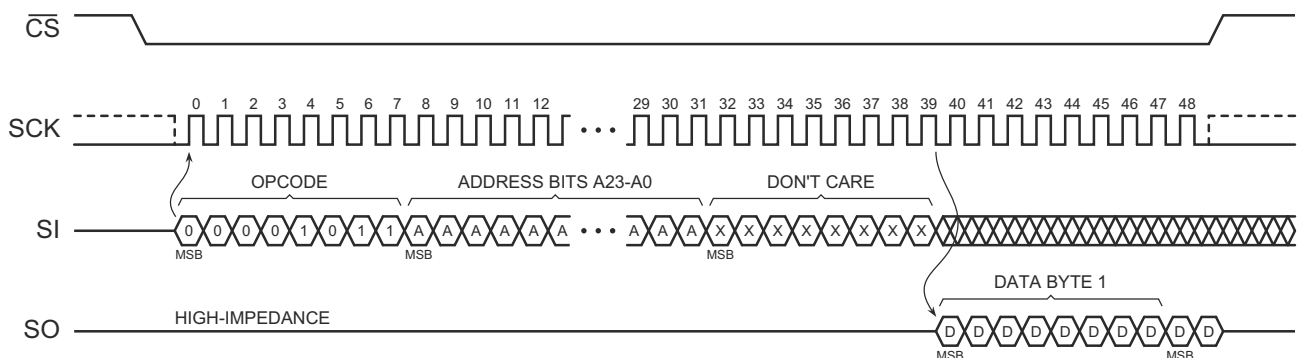 CS
0 1 2 3 4 5 6 7 8 9 10 11 12 29 30 31 32 33 34 35 36 37 38 39 40 41 42 43 44 45 46 47 48
SCK
OPCODE ADDRESS BITS A23-A0 DON'T CARE
SI 0 0 0 0 1 0 1 1 A A A A A A A A A X X X X X X X X
MSB MSB MSB
DATA BYTE 1
HIGH-IMPEDANCE
SO D D D D D D D D D D
MSB MSB